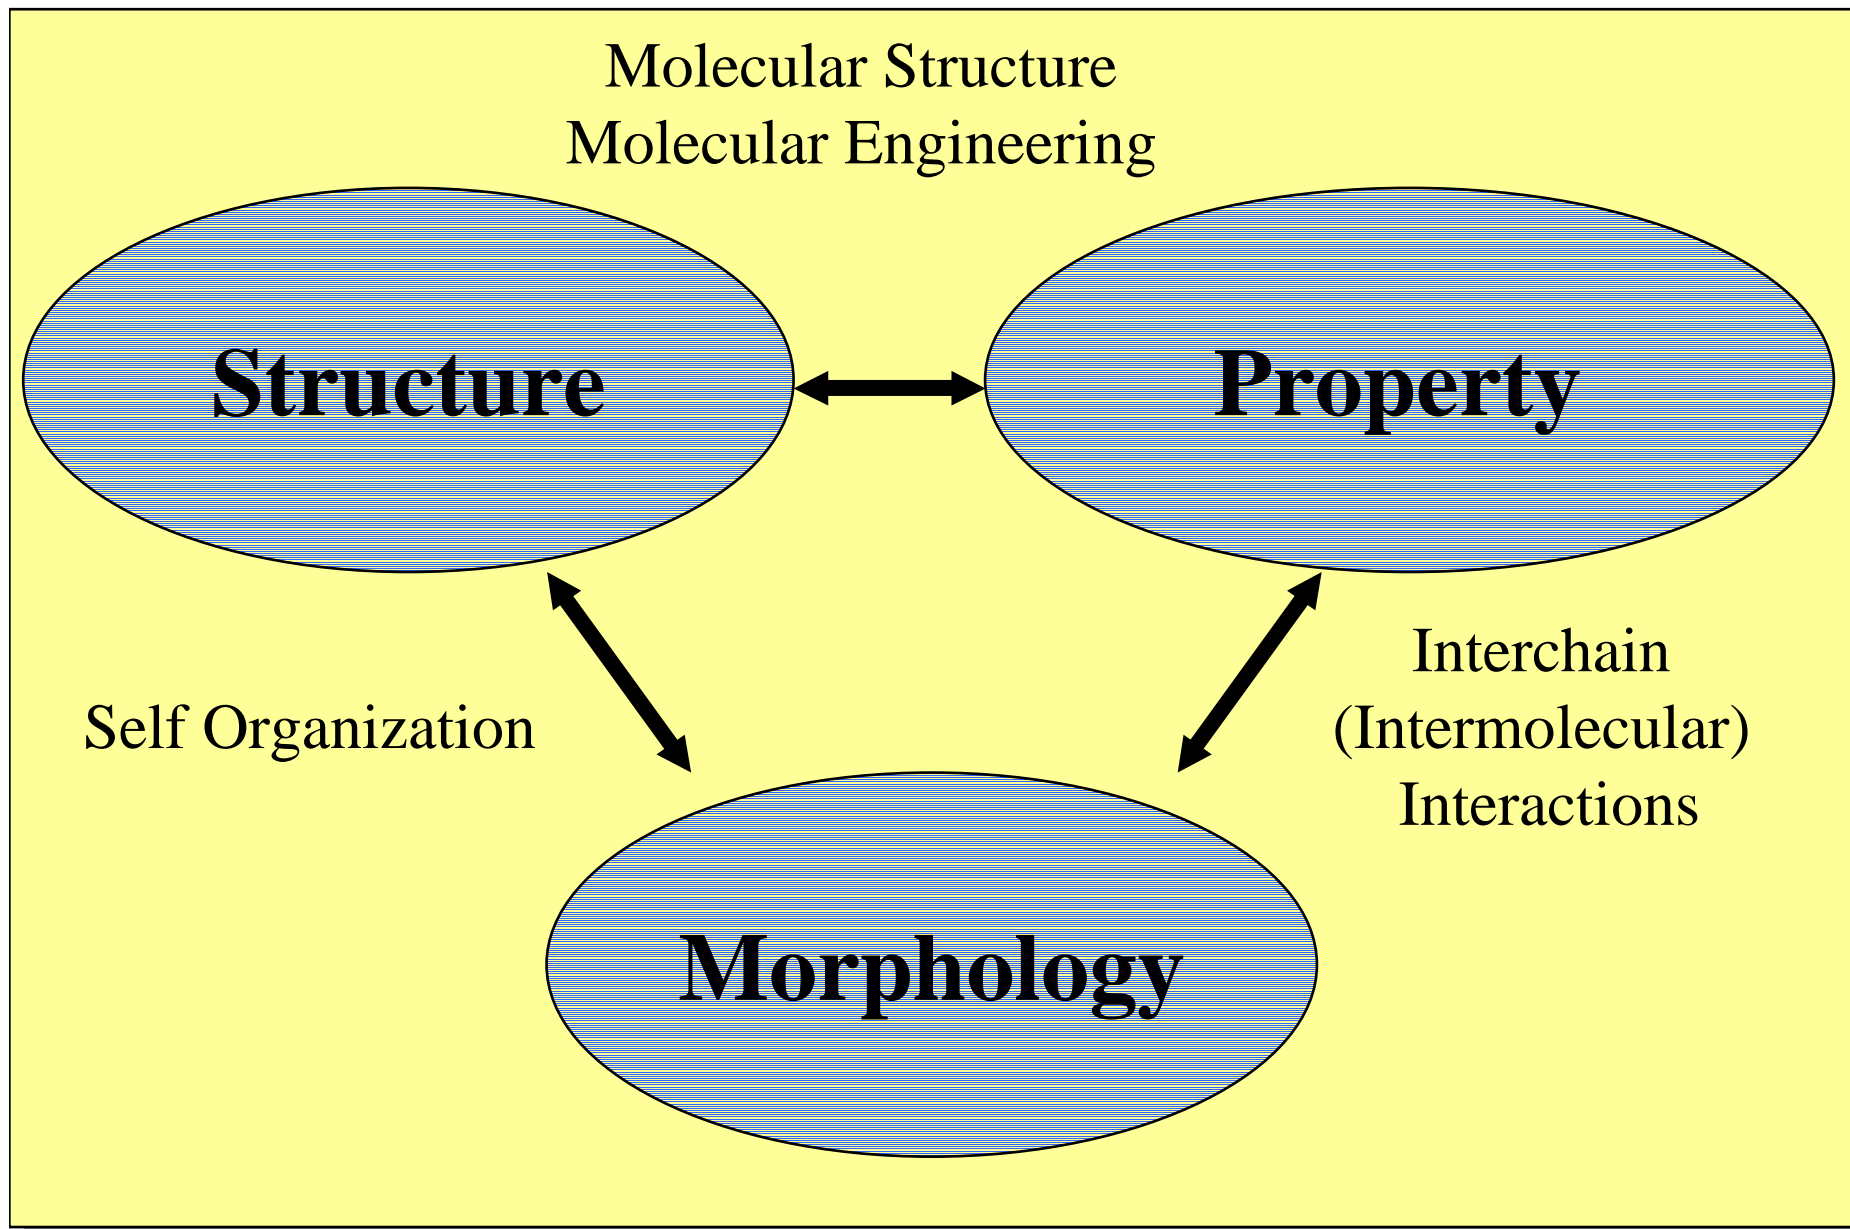 Molecular Structure
Molecular Engineering
Structure
Property
Self Organization
Interchain
(Intermolecular)
Interactions
Morphology